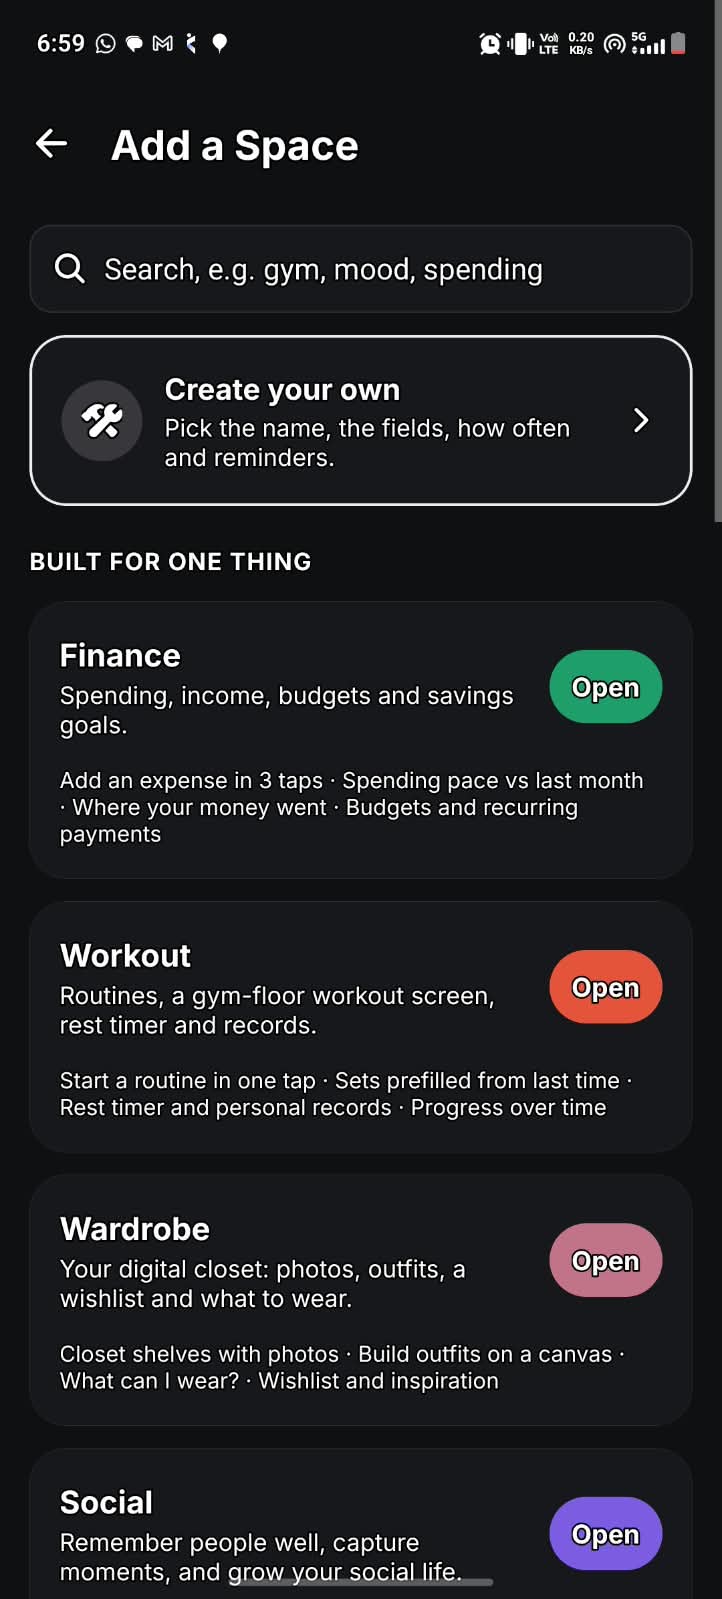 6:59
Vol) LTE
0.20 KB/s
5G
Add a Space
Search, e.g. gym, mood, spending
Create your own
Pick the name, the fields, how often
and reminders.
BUILT FOR ONE THING
Finance
Spending, income, budgets and savings
goals.
Open
Add an expense in 3 taps · Spending pace vs last month
· Where your money went · Budgets and recurring
payments
Workout
Routines, a gym-floor workout screen,
rest timer and records.
Open
Start a routine in one tap · Sets prefilled from last time ·
Rest timer and personal records · Progress over time
Wardrobe
Your digital closet: photos, outfits, a
wishlist and what to wear.
Open
Closet shelves with photos · Build outfits on a canvas ·
What can I wear? · Wishlist and inspiration
Social
Remember people well, capture
moments, and grow your social life.
Open